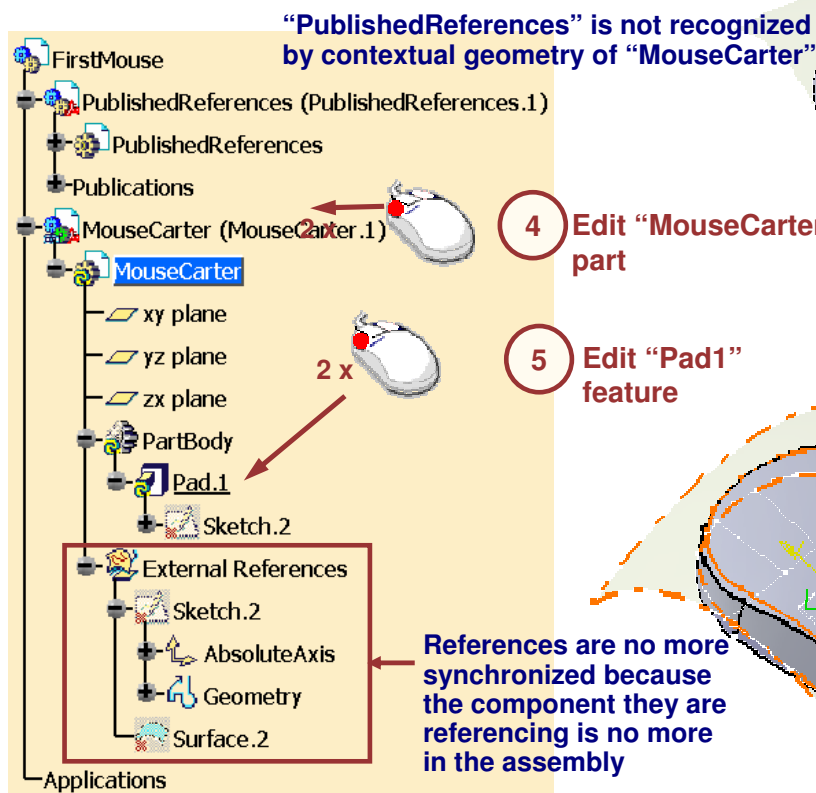 “PublishedReferences” is not recognized
by contextual geometry of “MouseCarter”
FirstMouse
PublishedReferences (PublishedReferences.1)
PublishedReferences
Publications
MouseCarter (MouseCarter.1)
2 x
4
Edit “MouseCarter
part
MouseCarter
xy plane
yz plane
zx plane
2 x
5
Edit “Pad1”
feature
PartBody
Pad.1
Sketch.2
External References
Sketch.2
AbsoluteAxis
Geometry
Surface.2
References are no more
synchronized because
the component they are
referencing is no more
in the assembly
Applications